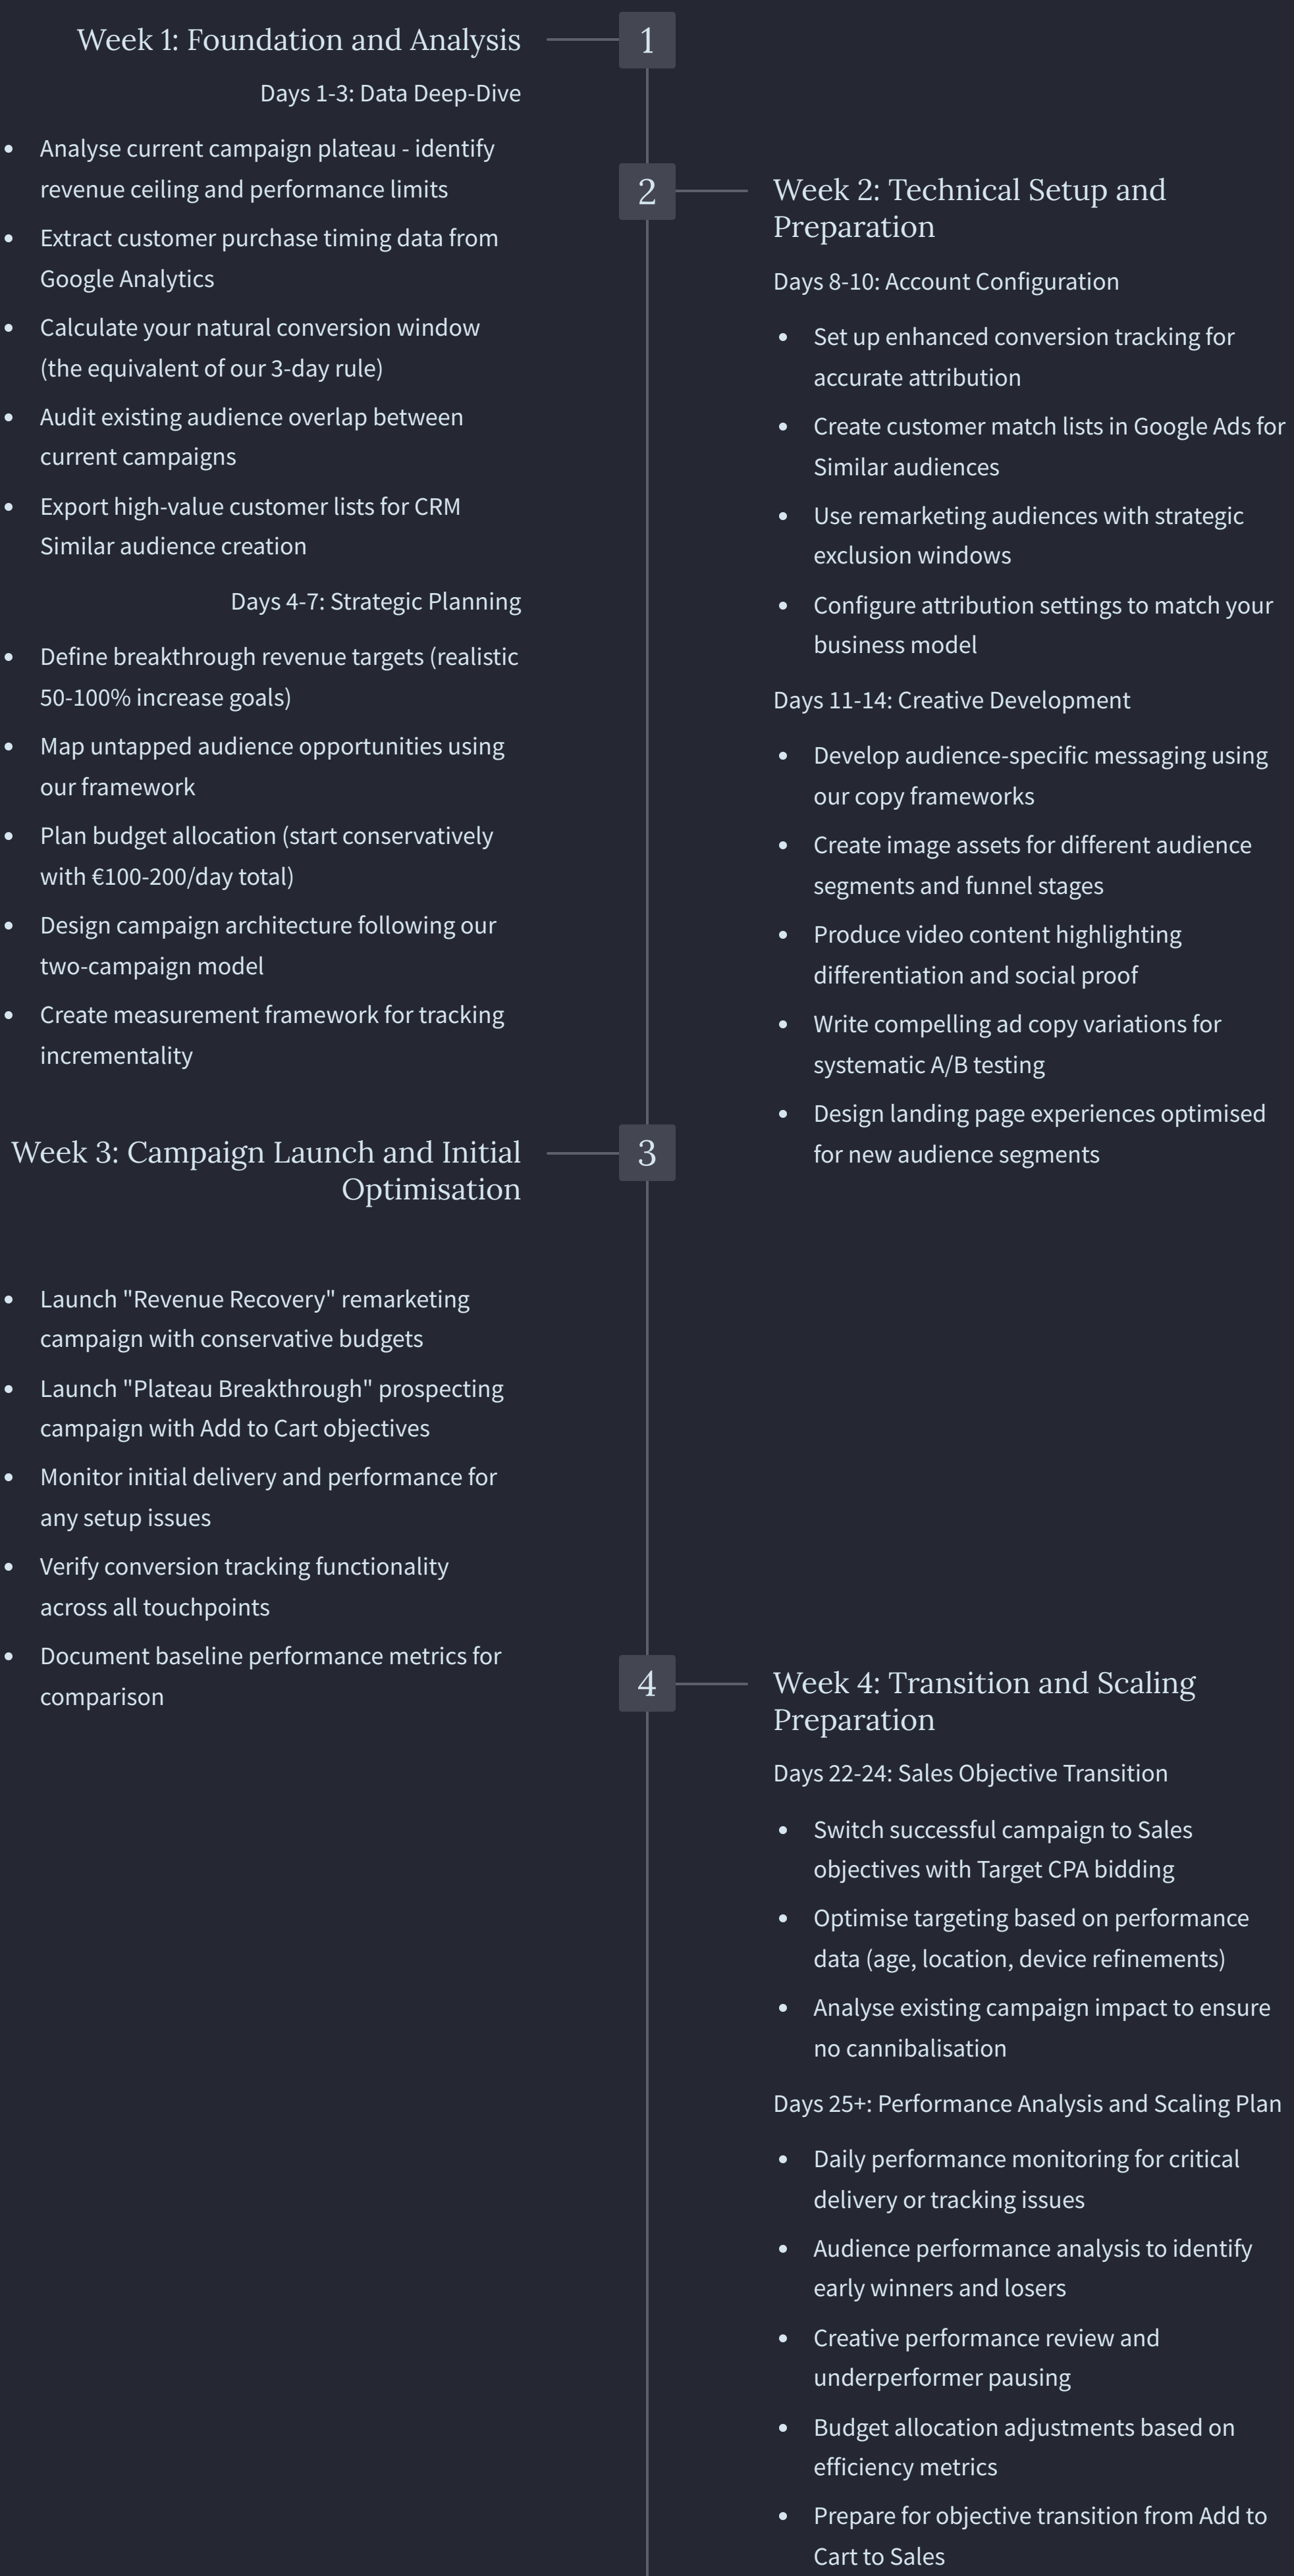 Week 1: Foundation and Analysis
1
Days 1-3: Data Deep-Dive
Analyse current campaign plateau - identify
revenue ceiling and performance limits
Extract customer purchase timing data from
Google Analytics
Calculate your natural conversion window
(the equivalent of our 3-day rule)
Audit existing audience overlap between
current campaigns
Export high-value customer lists for CRM
Similar audience creation
Days 4-7: Strategic Planning
Define breakthrough revenue targets (realistic
50-100% increase goals)
Map untapped audience opportunities using
our framework
Plan budget allocation (start conservatively
with €100-200/day total)
Design campaign architecture following our
two-campaign model
Create measurement framework for tracking
incrementality
2
Week 2: Technical Setup and
Preparation
Days 8-10: Account Configuration
Set up enhanced conversion tracking for
accurate attribution
Create customer match lists in Google Ads for
Similar audiences
Use remarketing audiences with strategic
exclusion windows
Configure attribution settings to match your
business model
Days 11-14: Creative Development
Develop audience-specific messaging using
our copy frameworks
Create image assets for different audience
segments and funnel stages
Produce video content highlighting
differentiation and social proof
Write compelling ad copy variations for
systematic A/B testing
Design landing page experiences optimised
for new audience segments
Week 3: Campaign Launch and Initial
Optimisation
3
Launch "Revenue Recovery" remarketing
campaign with conservative budgets
Launch "Plateau Breakthrough" prospecting
campaign with Add to Cart objectives
Monitor initial delivery and performance for
any setup issues
Verify conversion tracking functionality
across all touchpoints
Document baseline performance metrics for
comparison
4
Week 4: Transition and Scaling
Preparation
Days 22-24: Sales Objective Transition
Switch successful campaign to Sales
objectives with Target CPA bidding
Optimise targeting based on performance
data (age, location, device refinements)
Analyse existing campaign impact to ensure
no cannibalisation
Days 25+: Performance Analysis and Scaling Plan
Daily performance monitoring for critical
delivery or tracking issues
Audience performance analysis to identify
early winners and losers
Creative performance review and
underperformer pausing
Budget allocation adjustments based on
efficiency metrics
Prepare for objective transition from Add to
Cart to Sales